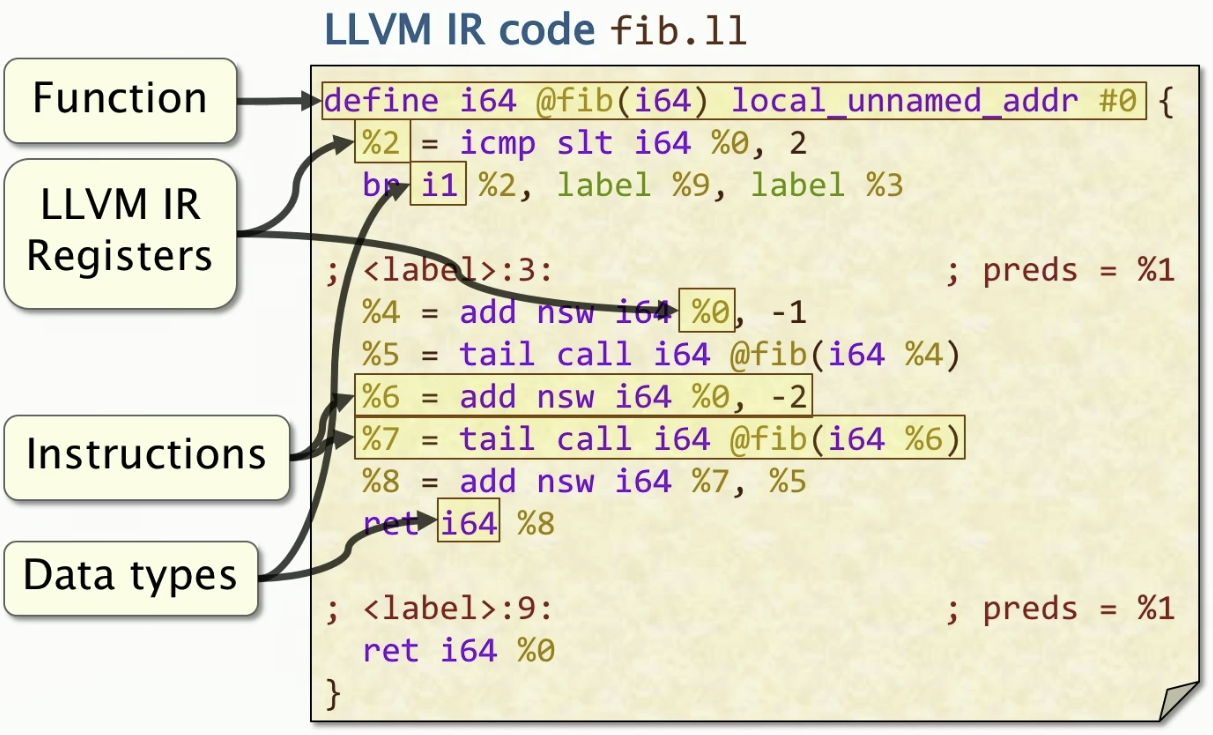 LLVM IR code fib.ll
Function
LLVM IR
Registers
Instructions
Data types
define i64 @fib(i64) local_unnamed_addr #0 {
  %2 = icmp slt i64 %0, 2
  br i1 %2, label %9, label %3
; <label>:3:                     ; preds = %1
  %4 = add nsw i64 %0, -1
  %5 = tail call i64 @fib(i64 %4)
  %6 = add nsw i64 %0, -2
  %7 = tail call i64 @fib(i64 %6)
  %8 = add nsw i64 %7, %5
  ret i64 %8
; <label>:9:                     ; preds = %1
  ret i64 %0
}